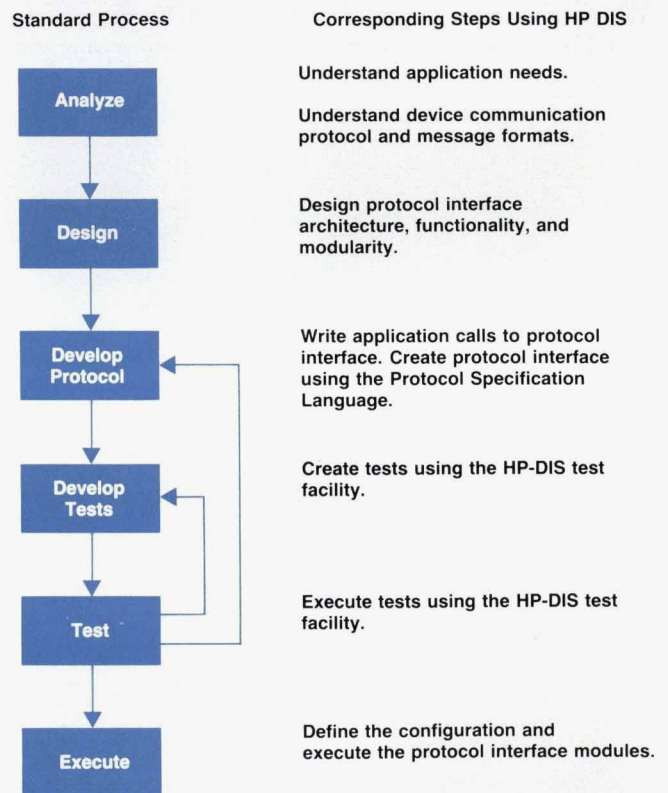 Standard Process
Corresponding Steps Using HP DIS
Analyze
Understand application needs.
Understand device communication
protocol and message formats.
Design
Design protocol interface
architecture, functionality, and
modularity.
Develop
Protocol
Write application calls to protocol
interface. Create protocol interface
using the Protocol Specification
Language.
Develop
Tests
Create tests using the HP-DIS test
facility.
Test
Execute tests using the HP-DIS test
facility.
Execute
Define the configuration and
execute the protocol interface modules.